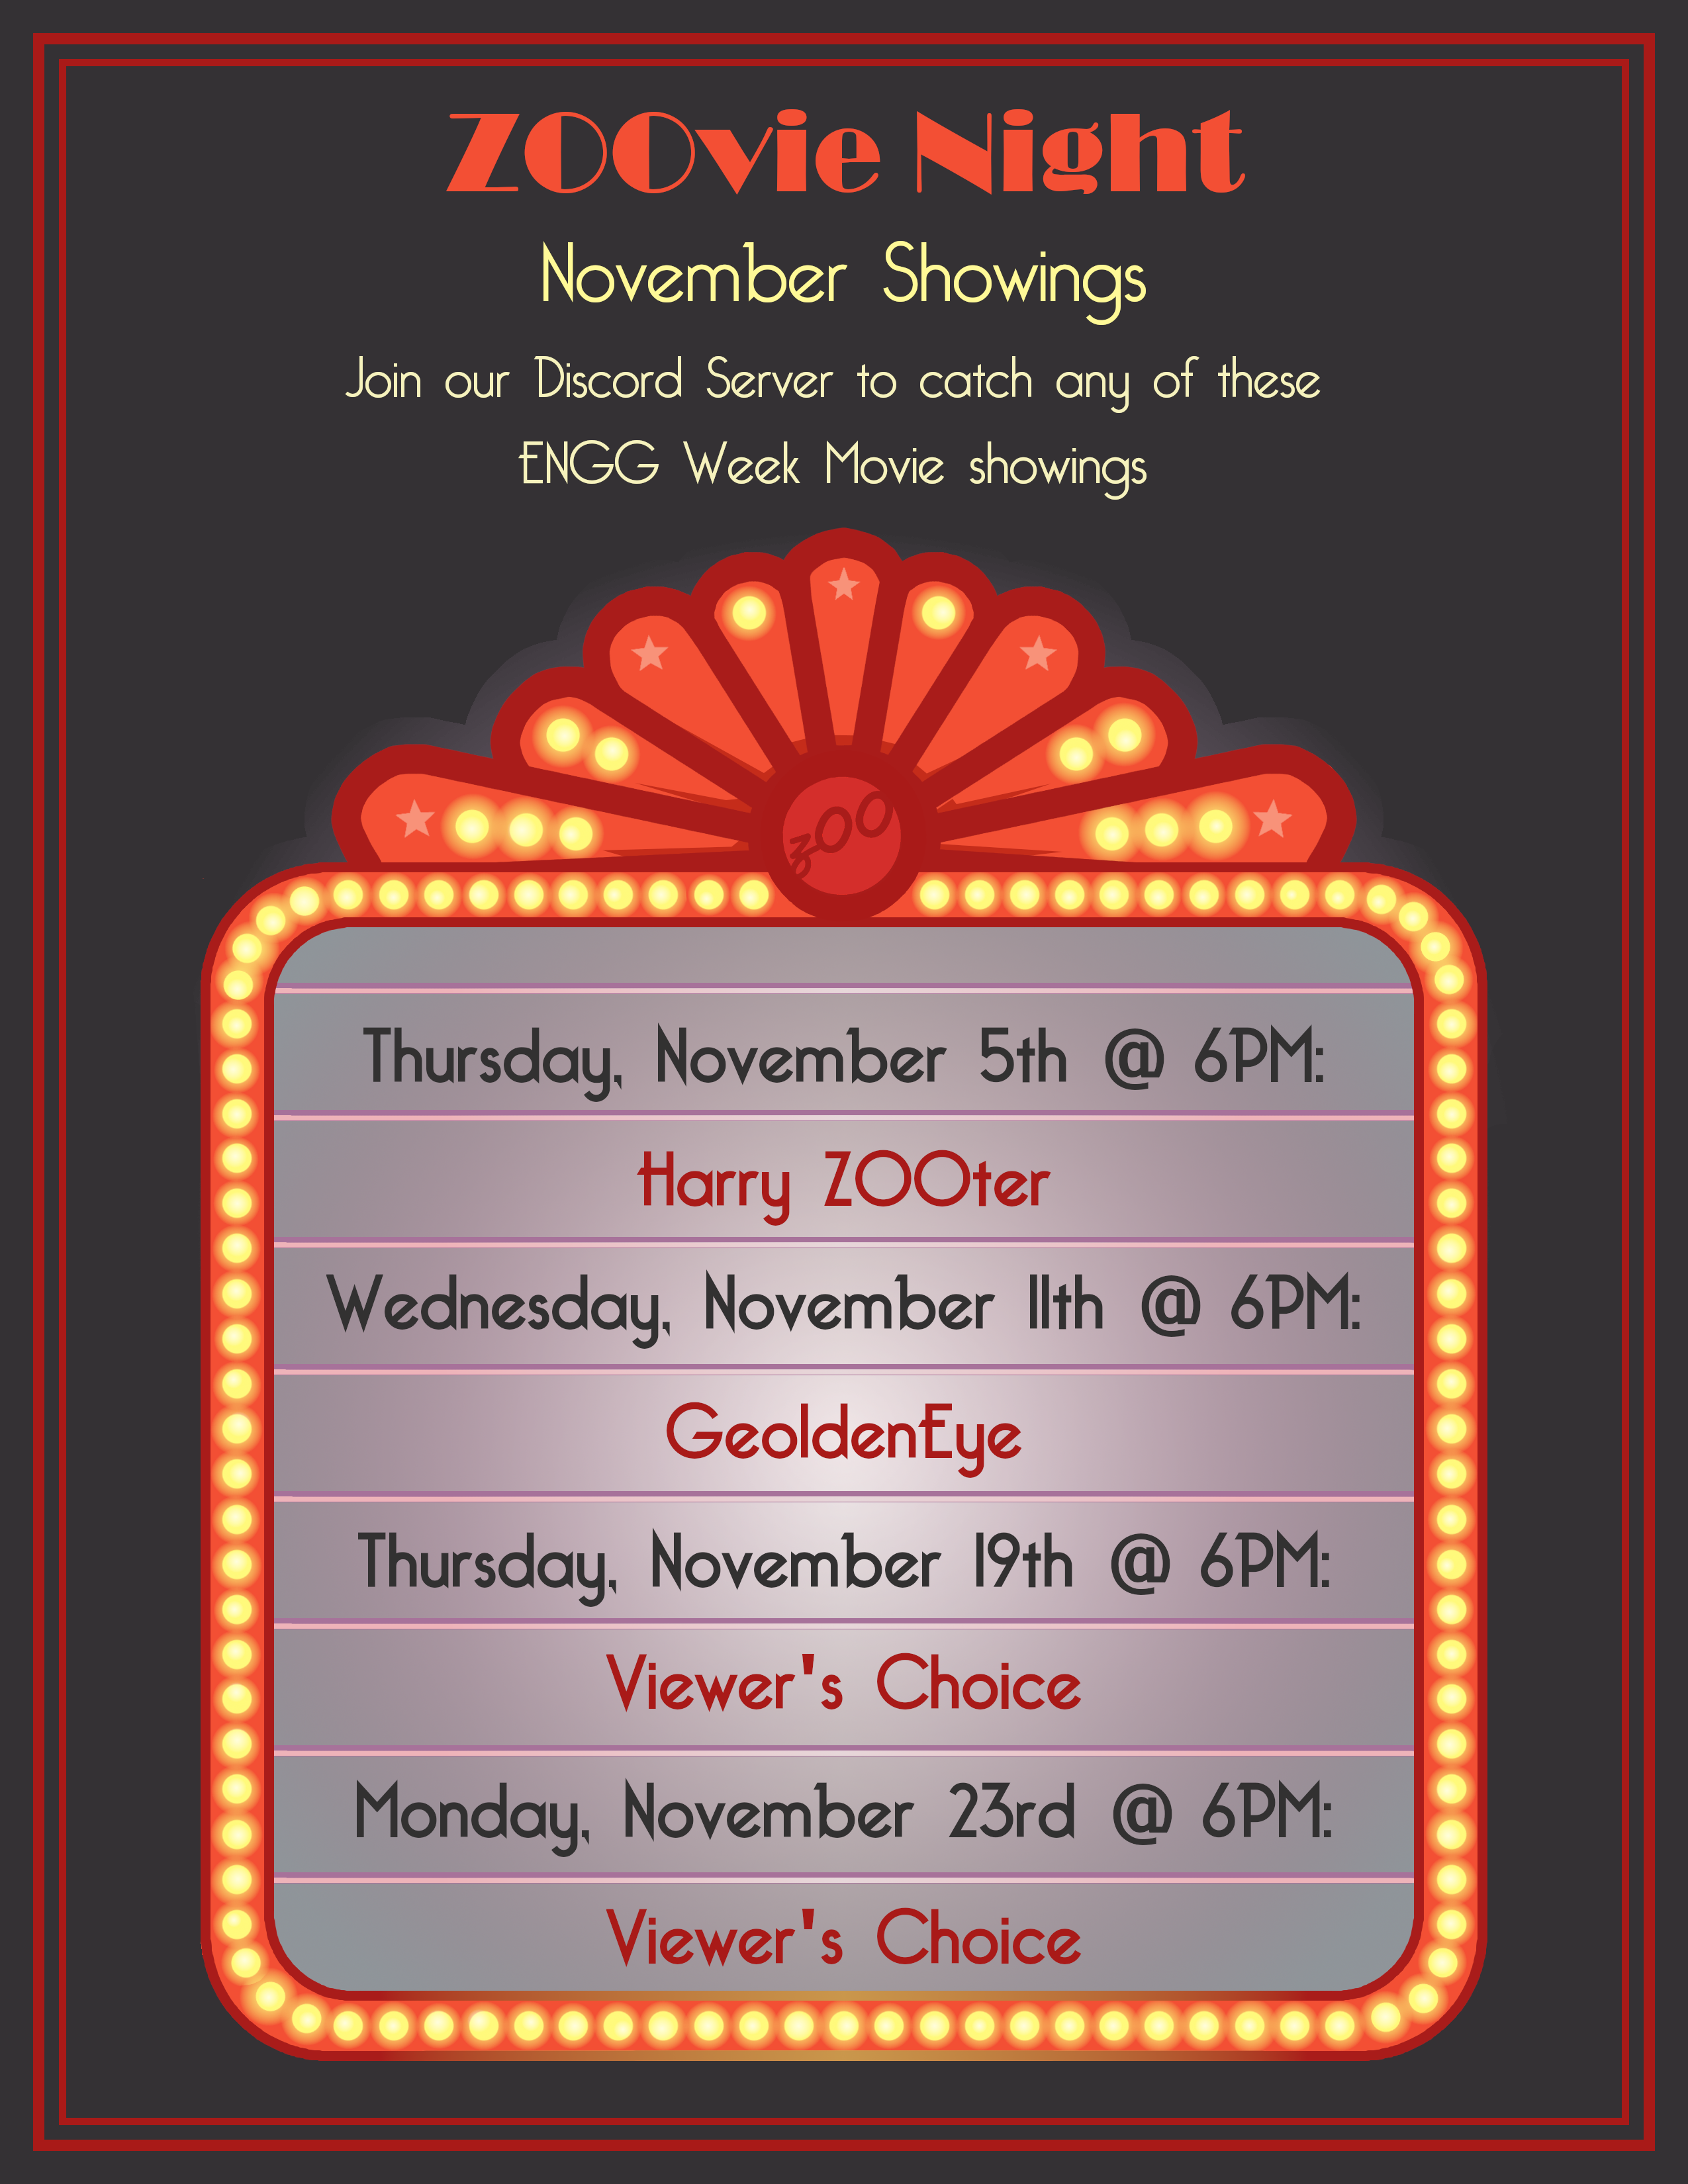 ZOOvie Night
November Showings
Join our Discord Server to catch any of these
ENGG Week Movie showings
ZOO
Thursday, November 5th @ 6PM:
Harry ZOOter
Wednesday, November 11th @ 6PM:
GeoldenEye
Thursday, November 19th @ 6PM:
Viewer's Choice
Monday, November 23rd @ 6PM:
Viewer's Choice